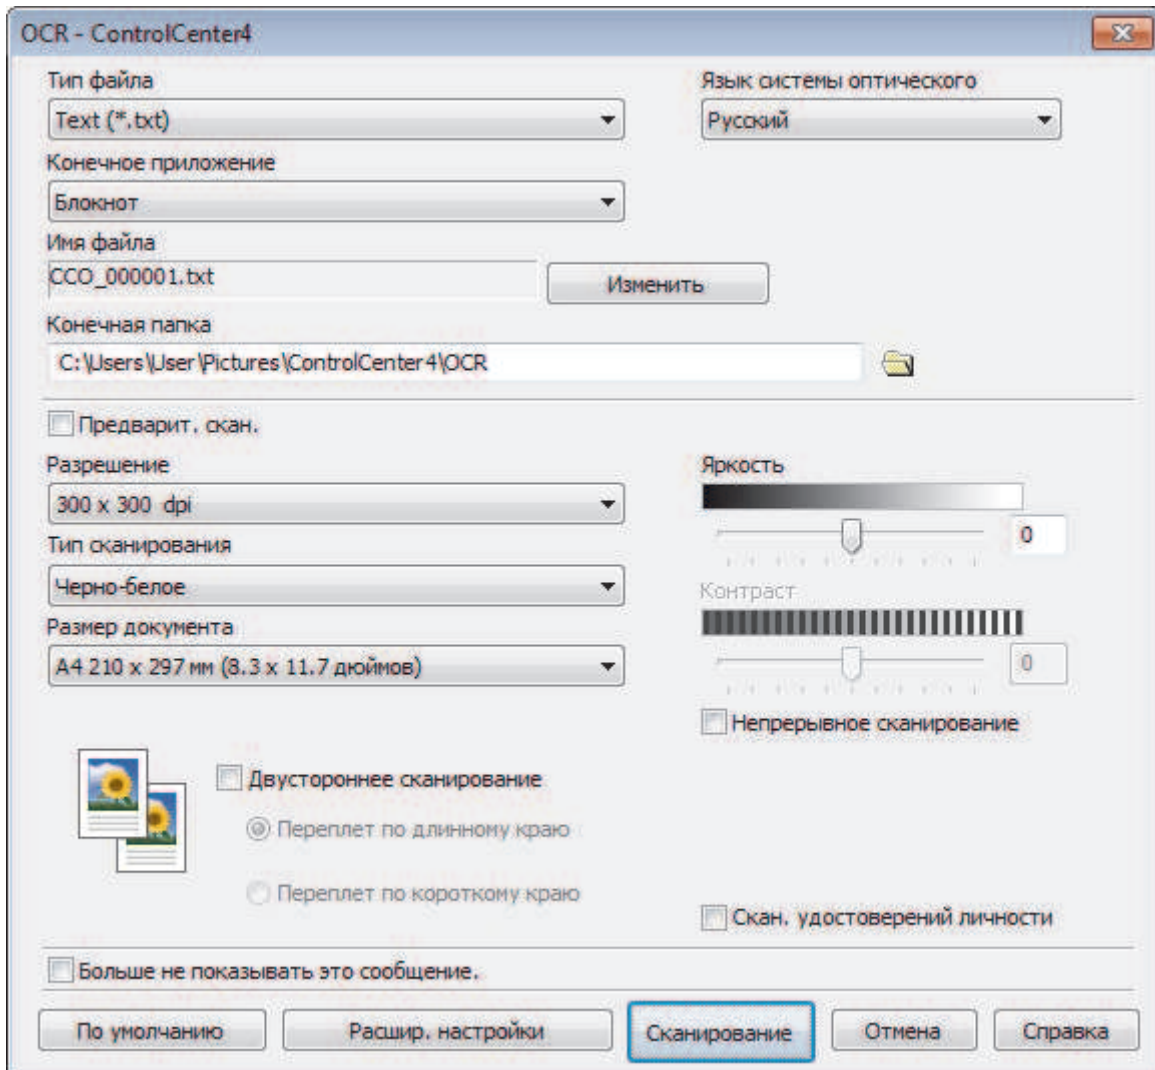 OCR - ControlCenter4
Тип файла
Язык системы оптического
Text (*.txt)
Русский
Конечное приложение
Блокнот
Имя файла
CCO_000001.txt
Изменить
Конечная папка
C:\Users\User\Pictures\ControlCenter4\OCR
Предварит. скан.
Разрешение
Яркость
300 x 300 dpi
0
Тип сканирования
Черно-белое
Контраст
Размер документа
A4 210 x 297 мм (8.3 x 11.7 дюймов)
0
Непрерывное сканирование
Двустороннее сканирование
Переплет по длинному краю
Переплет по короткому краю
Скан. удостоверений личности
Больше не показывать это сообщение.
По умолчанию
Расшир. настройки
Сканирование
Отмена
Справка